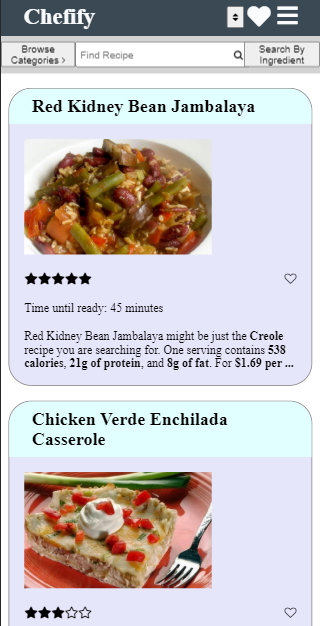 Chefify
Browse
Categories >
Find Recipe
Search By
Ingredient
Red Kidney Bean Jambalaya
Time until ready: 45 minutes
Red Kidney Bean Jambalaya might be just the Creole
recipe you are searching for. One serving contains 538
calories, 21g of protein, and 8g of fat. For $1.69 per ...
Chicken Verde Enchilada
Casserole